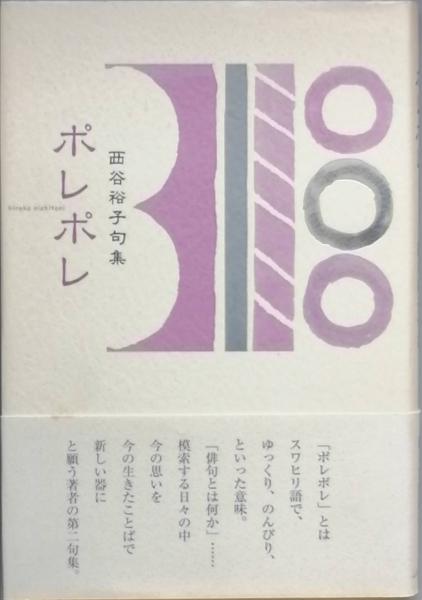 ポレポレ
hiroko nishitani
西谷裕子句集
「ポレポレ」とは
スワヒリ語で、
ゆっくり、のんびり、
といった意味。
「俳句とは何か」……
模索する日々の中
今の思いを
今の生きたことばで
新しい器に
と願う著者の第二句集。